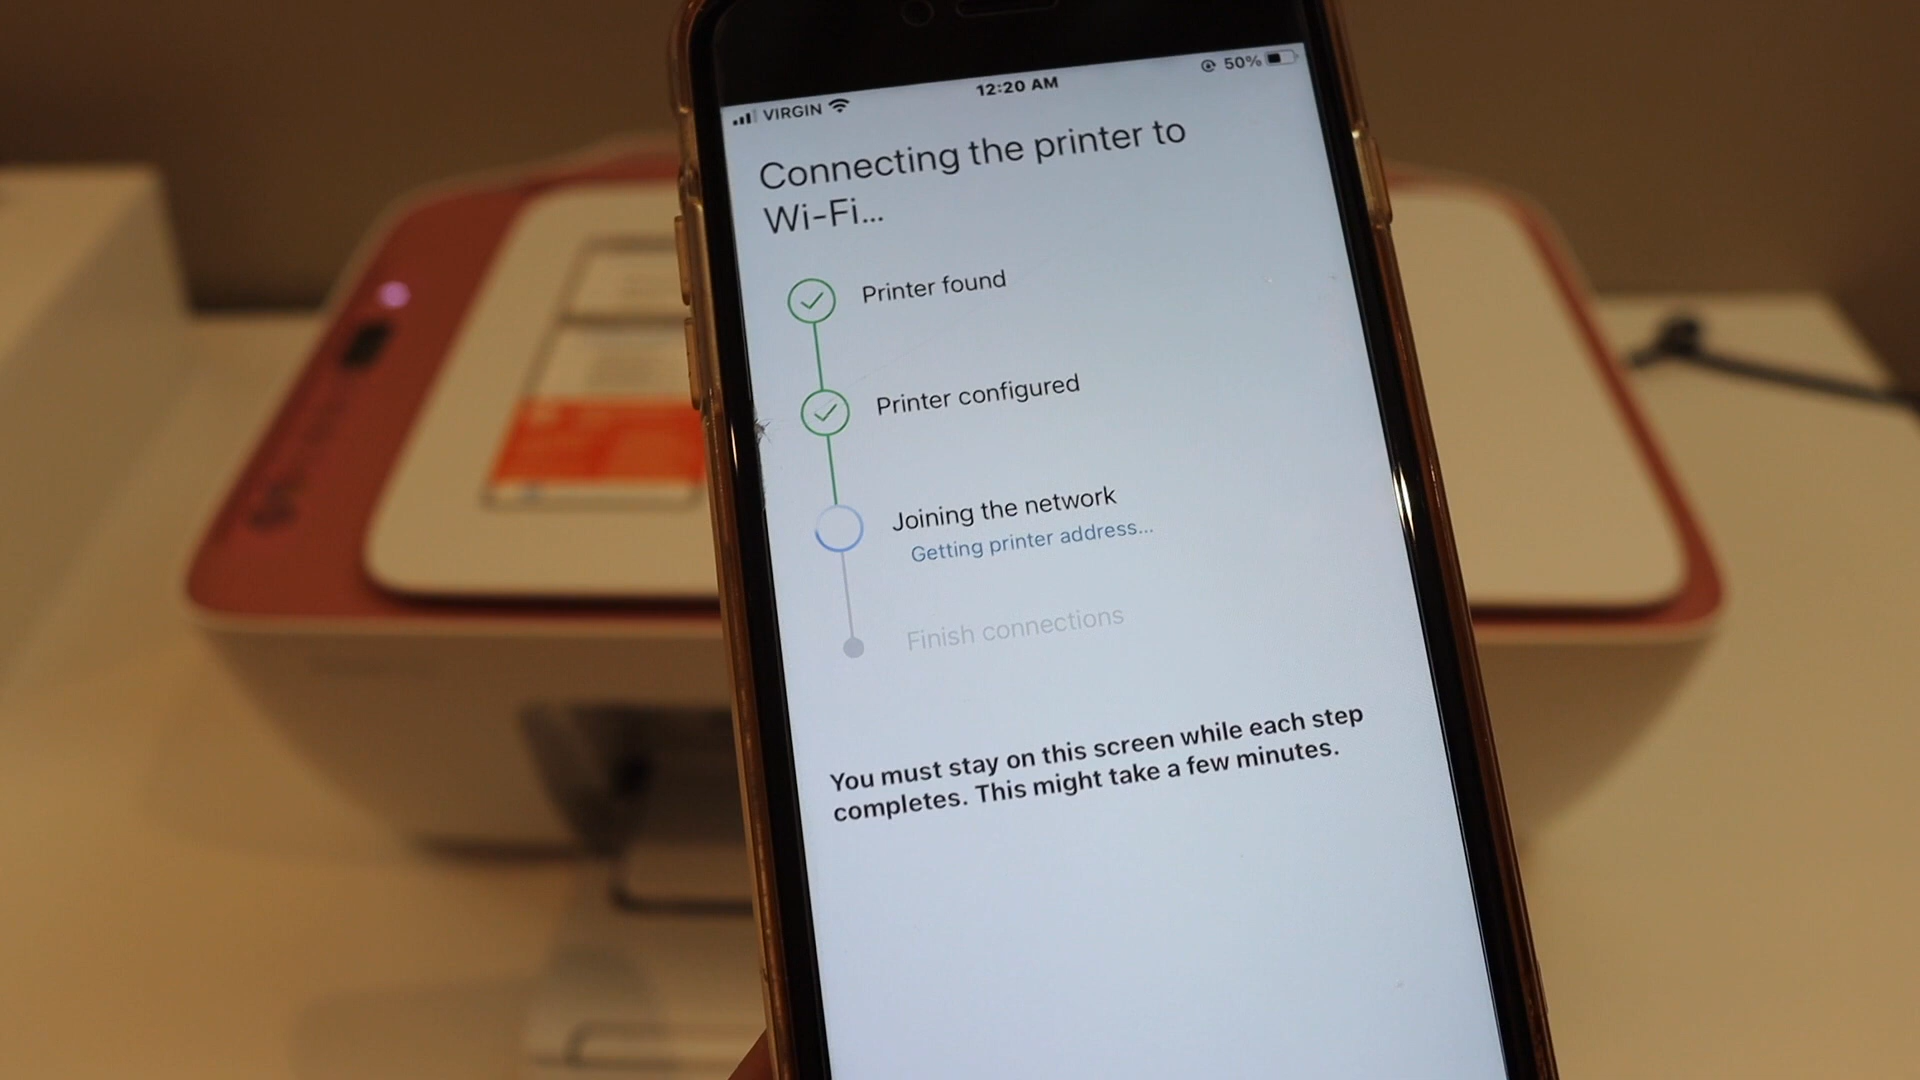 VIRGIN 12:20 AM 50%
Connecting the printer to
Wi-Fi...
Printer found
Printer configured
Joining the network
Getting printer address...
Finish connections
You must stay on this screen while each step
completes. This might take a few minutes.